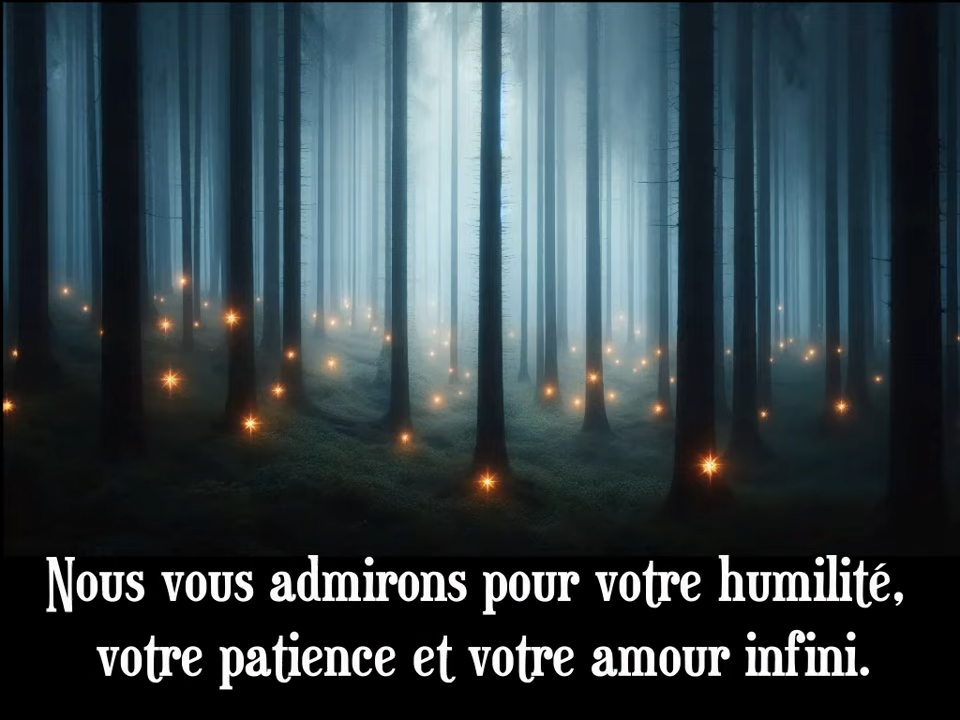 Nous vous admirons pour votre humilité,
votre patience et votre amour infini.